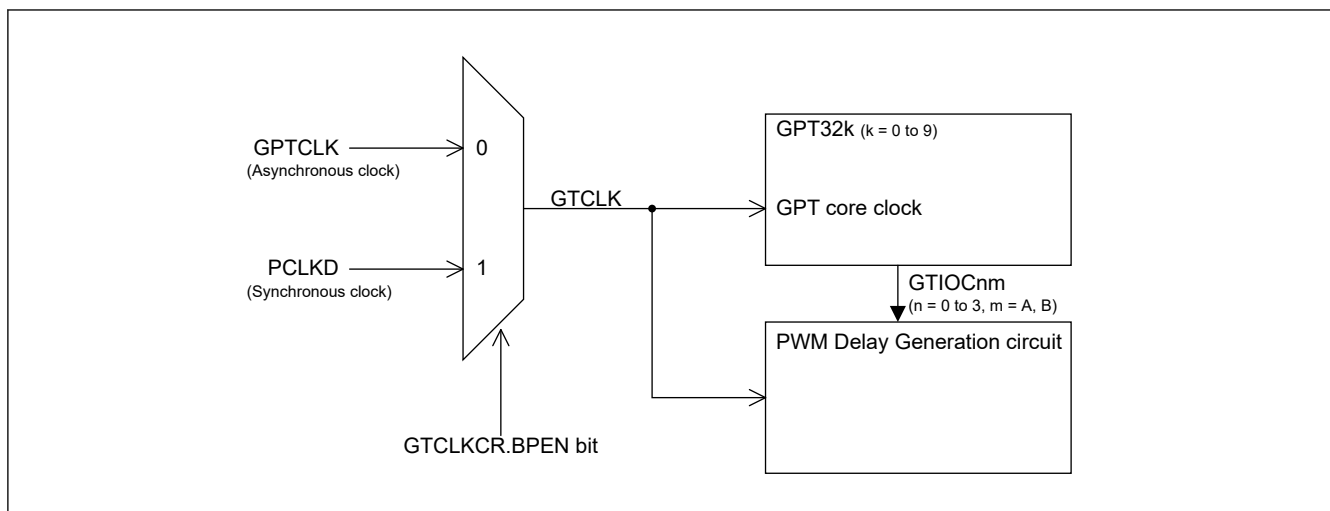 GPTCLK
(Asynchronous clock)
0
PCLKD
(Synchronous clock)
1
GTCLKCR.BPEN bit
GTCLK
GPT32k (k = 0 to 9)
GPT core clock
GTIOCnm
(n = 0 to 3, m = A, B)
PWM Delay Generation circuit